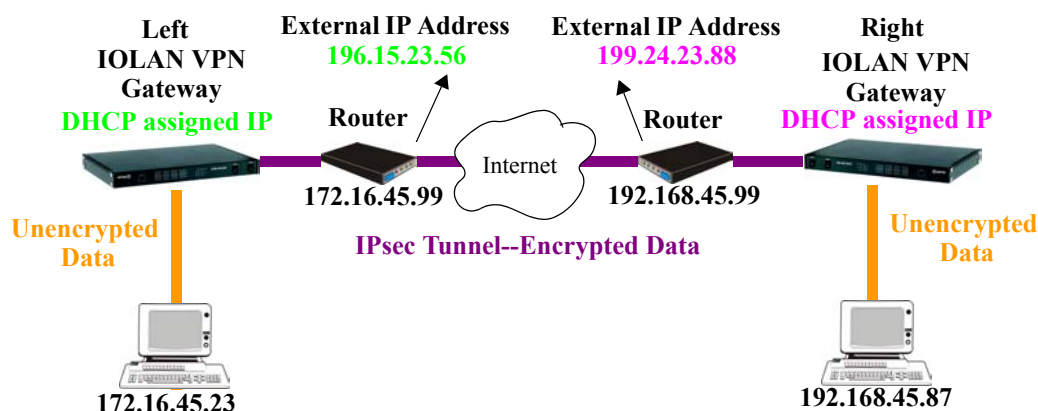 Left
IOLAN VPN
Gateway
DHCP assigned IP
External IP Address
196.15.23.56
External IP Address
199.24.23.88
Right
IOLAN VPN
Gateway
DHCP assigned IP
Router
Router
Internet
172.16.45.99
192.168.45.99
IPsec Tunnel--Encrypted Data
Unencrypted
Data
Unencrypted
Data
172.16.45.23
192.168.45.87